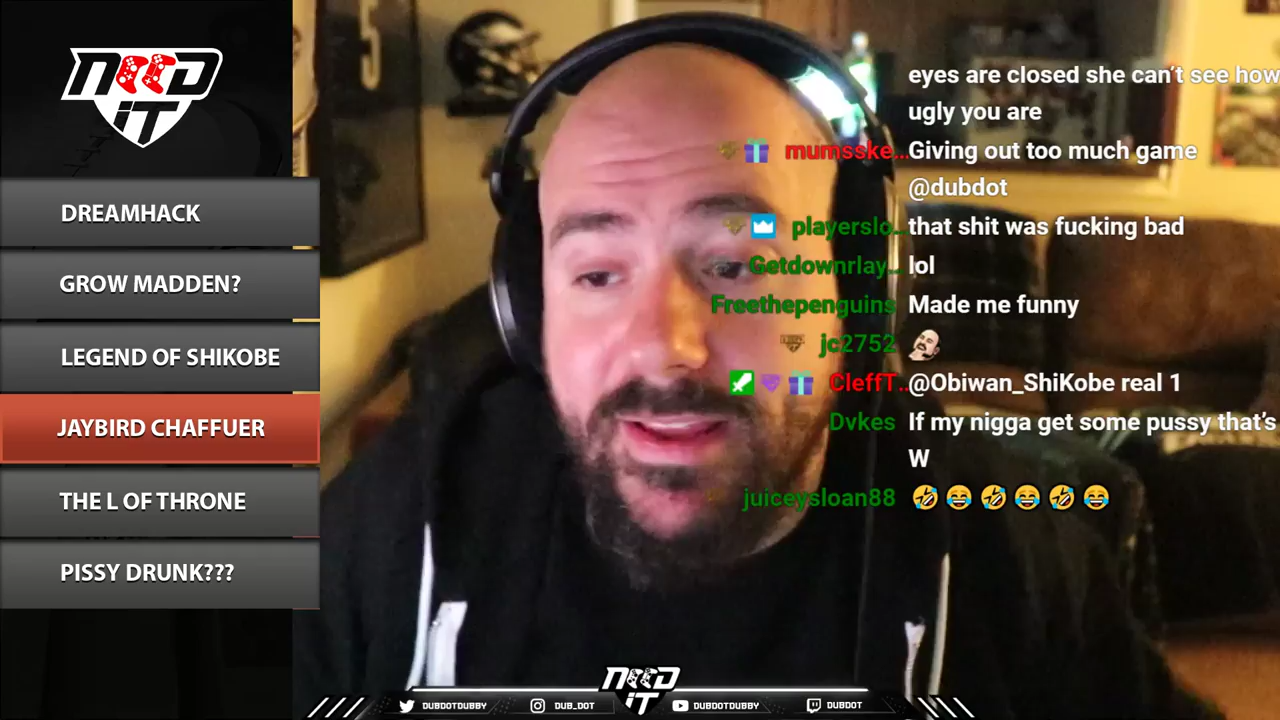 NEED
iT
DREAMHACK
GROW MADDEN?
LEGEND OF SHIKOBE
JAYBIRD CHAFFUER
THE L OF THRONE
PISSY DRUNK???
5
eyes are closed she can't see how
ugly you are
mumsske... Giving out too much game
@dubdot
playerslo... that shit was fucking bad
Getdownrlay... lol
Freethepenguins Made me funny
jc2752
CleffT... @Obiwan_ShiKobe real 1
Dvkes If my nigga get some pussy that's
W
juiceysloan88 🤣😂🤣😂🤣😂
NEED
iT
DUBDOTDUBBY DUB_DOT DUBDOTDUBBY DUBDOT